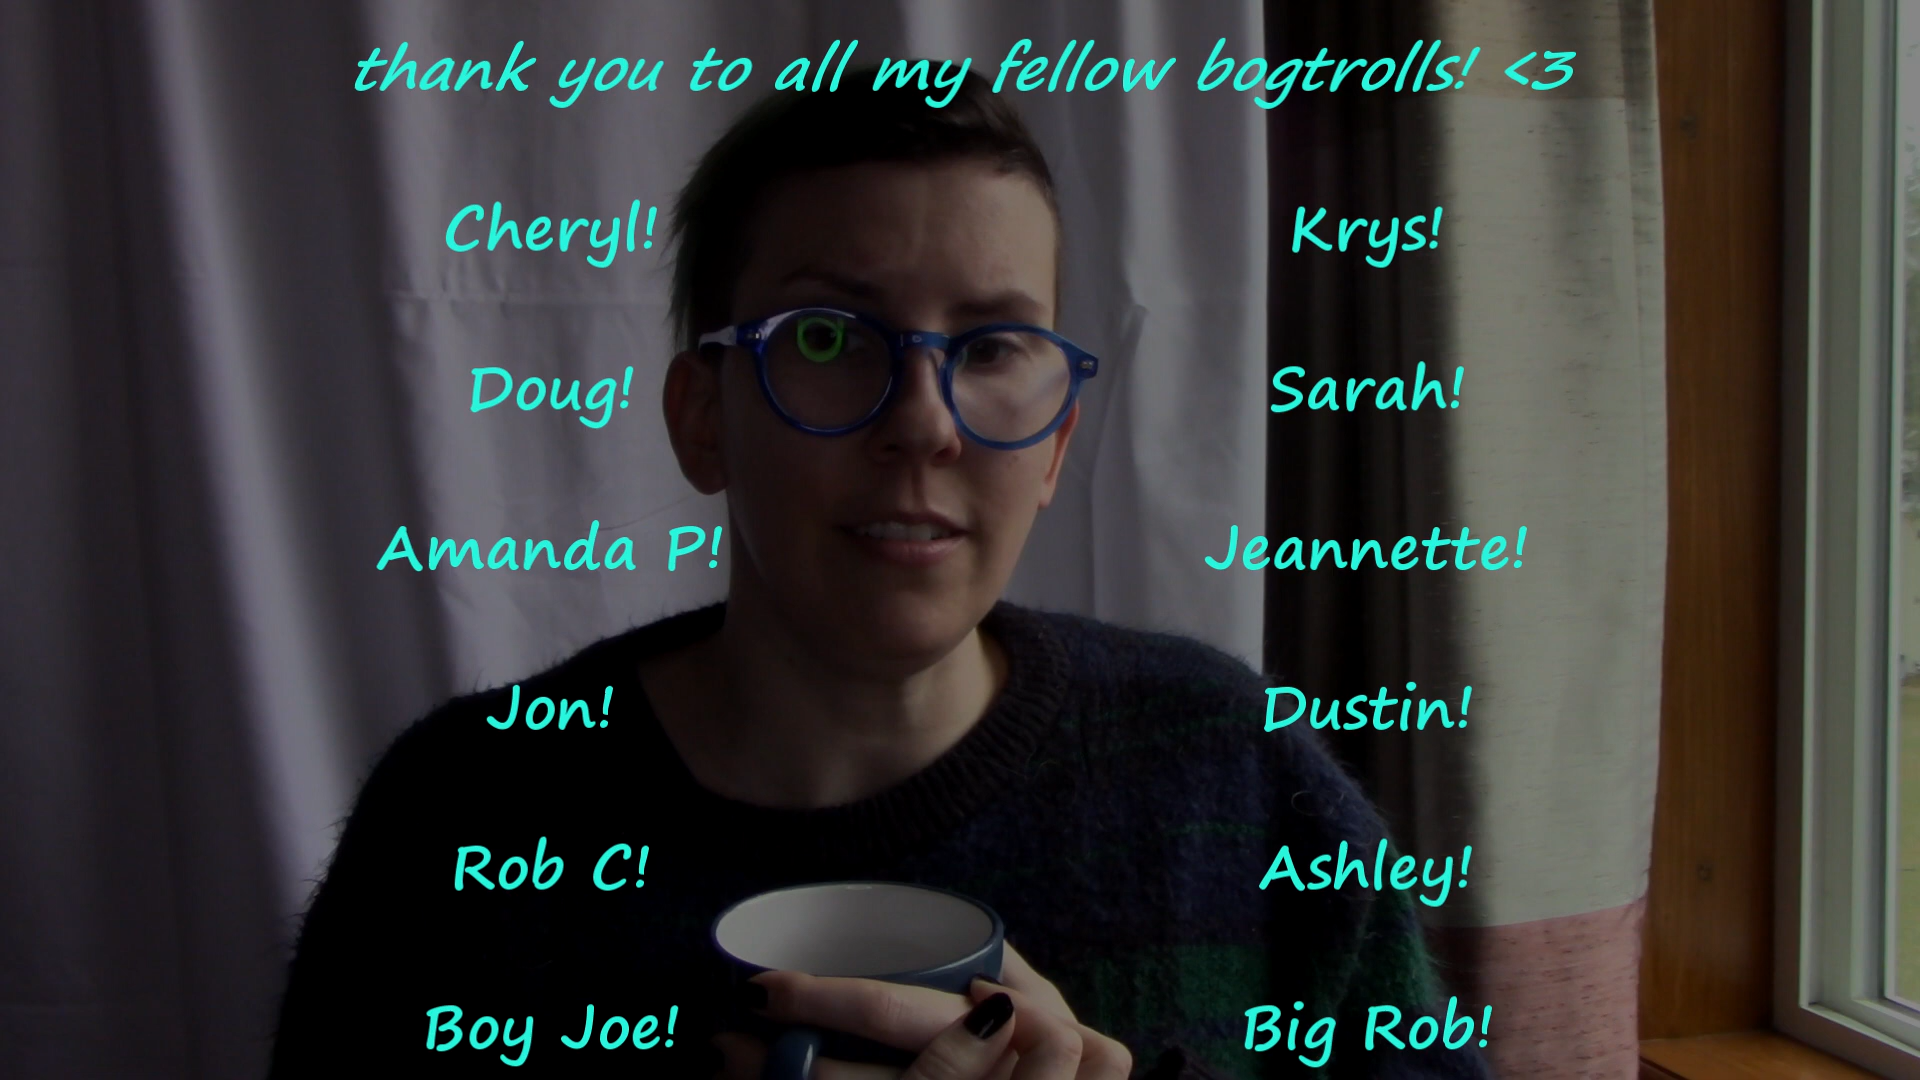 thank you to all my fellow bogtrolls! <3
Cheryl! Krys!
Doug! Sarah!
Amanda P! Jeannette!
Jon! Dustin!
Rob C! Ashley!
Boy Joe! Big Rob!